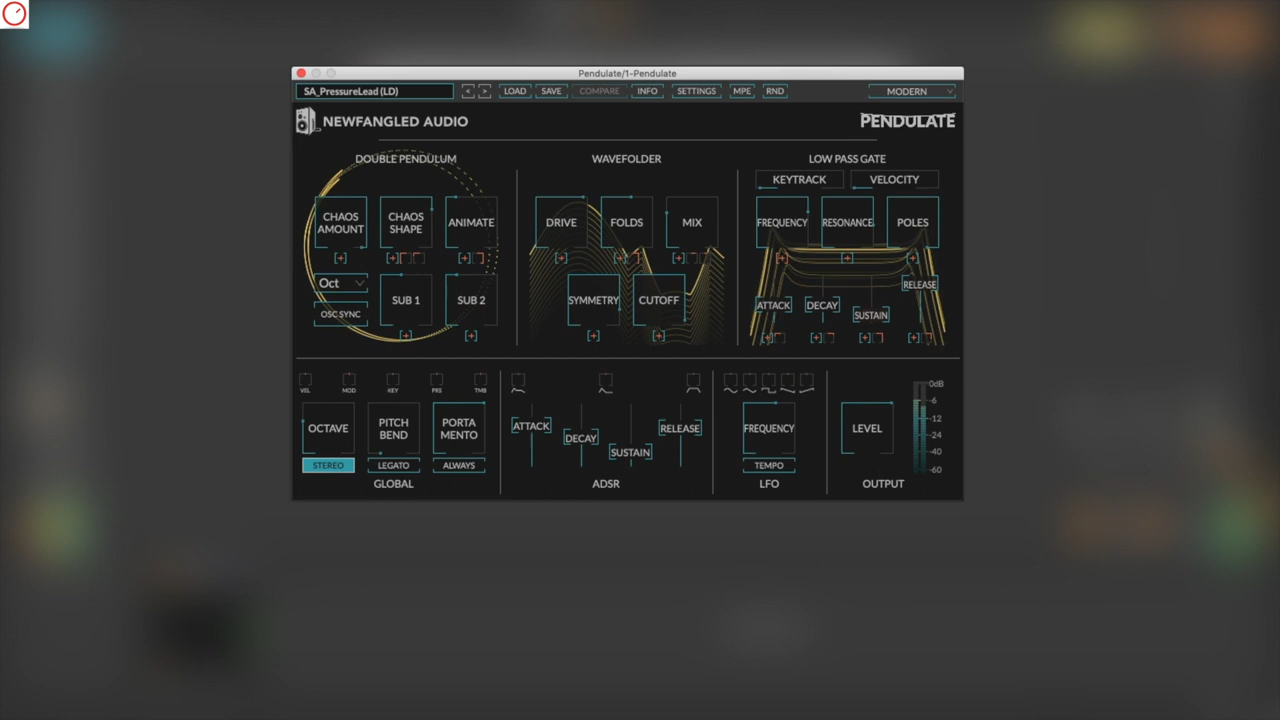 Pendulate/1-Pendulate
SA_PressureLead (LD) < > LOAD SAVE COMPARE INFO SETTINGS MPE RND MODERN
NEWFANGLED AUDIO PENDULATE
DOUBLE PENDULUM WAVEFOLDER LOW PASS GATE
KEYTRACK VELOCITY
CHAOS AMOUNT CHAOS SHAPE ANIMATE DRIVE FOLDS MIX FREQUENCY RESONANCE POLES
[+] [+] [+] [+] [+] [+] [+] [+] [+]
Oct SUB 1 SUB 2 SYMMETRY CUTOFF ATTACK DECAY SUSTAIN RELEASE
OSC SYNC
[+] [+] [+] [+] [+] [+] [+] [+]
VEL MOD KEY PRS TMB
OCTAVE PITCH BEND PORTA MENTO ATTACK DECAY SUSTAIN RELEASE FREQUENCY LEVEL
0dB
-6
-12
-24
-40
-60
STEREO LEGATO ALWAYS TEMPO
GLOBAL ADSR LFO OUTPUT